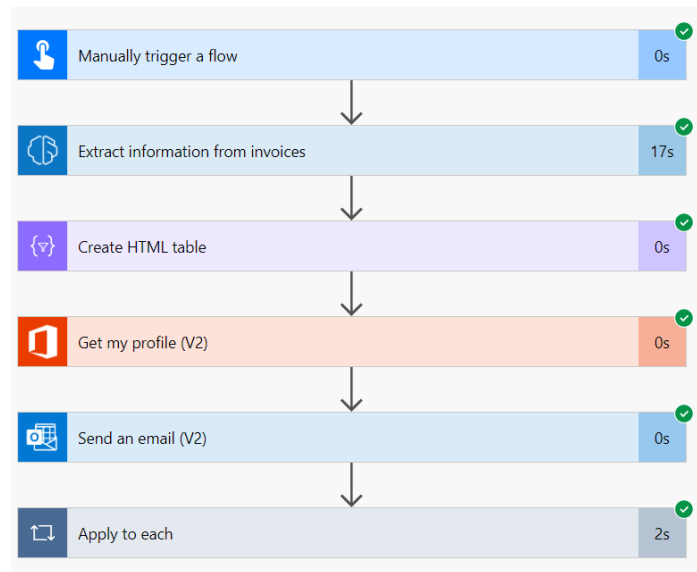 Manually trigger a flow 0s
Extract information from invoices 17s
Create HTML table 0s
Get my profile (V2) 0s
Send an email (V2) 0s
Apply to each 2s